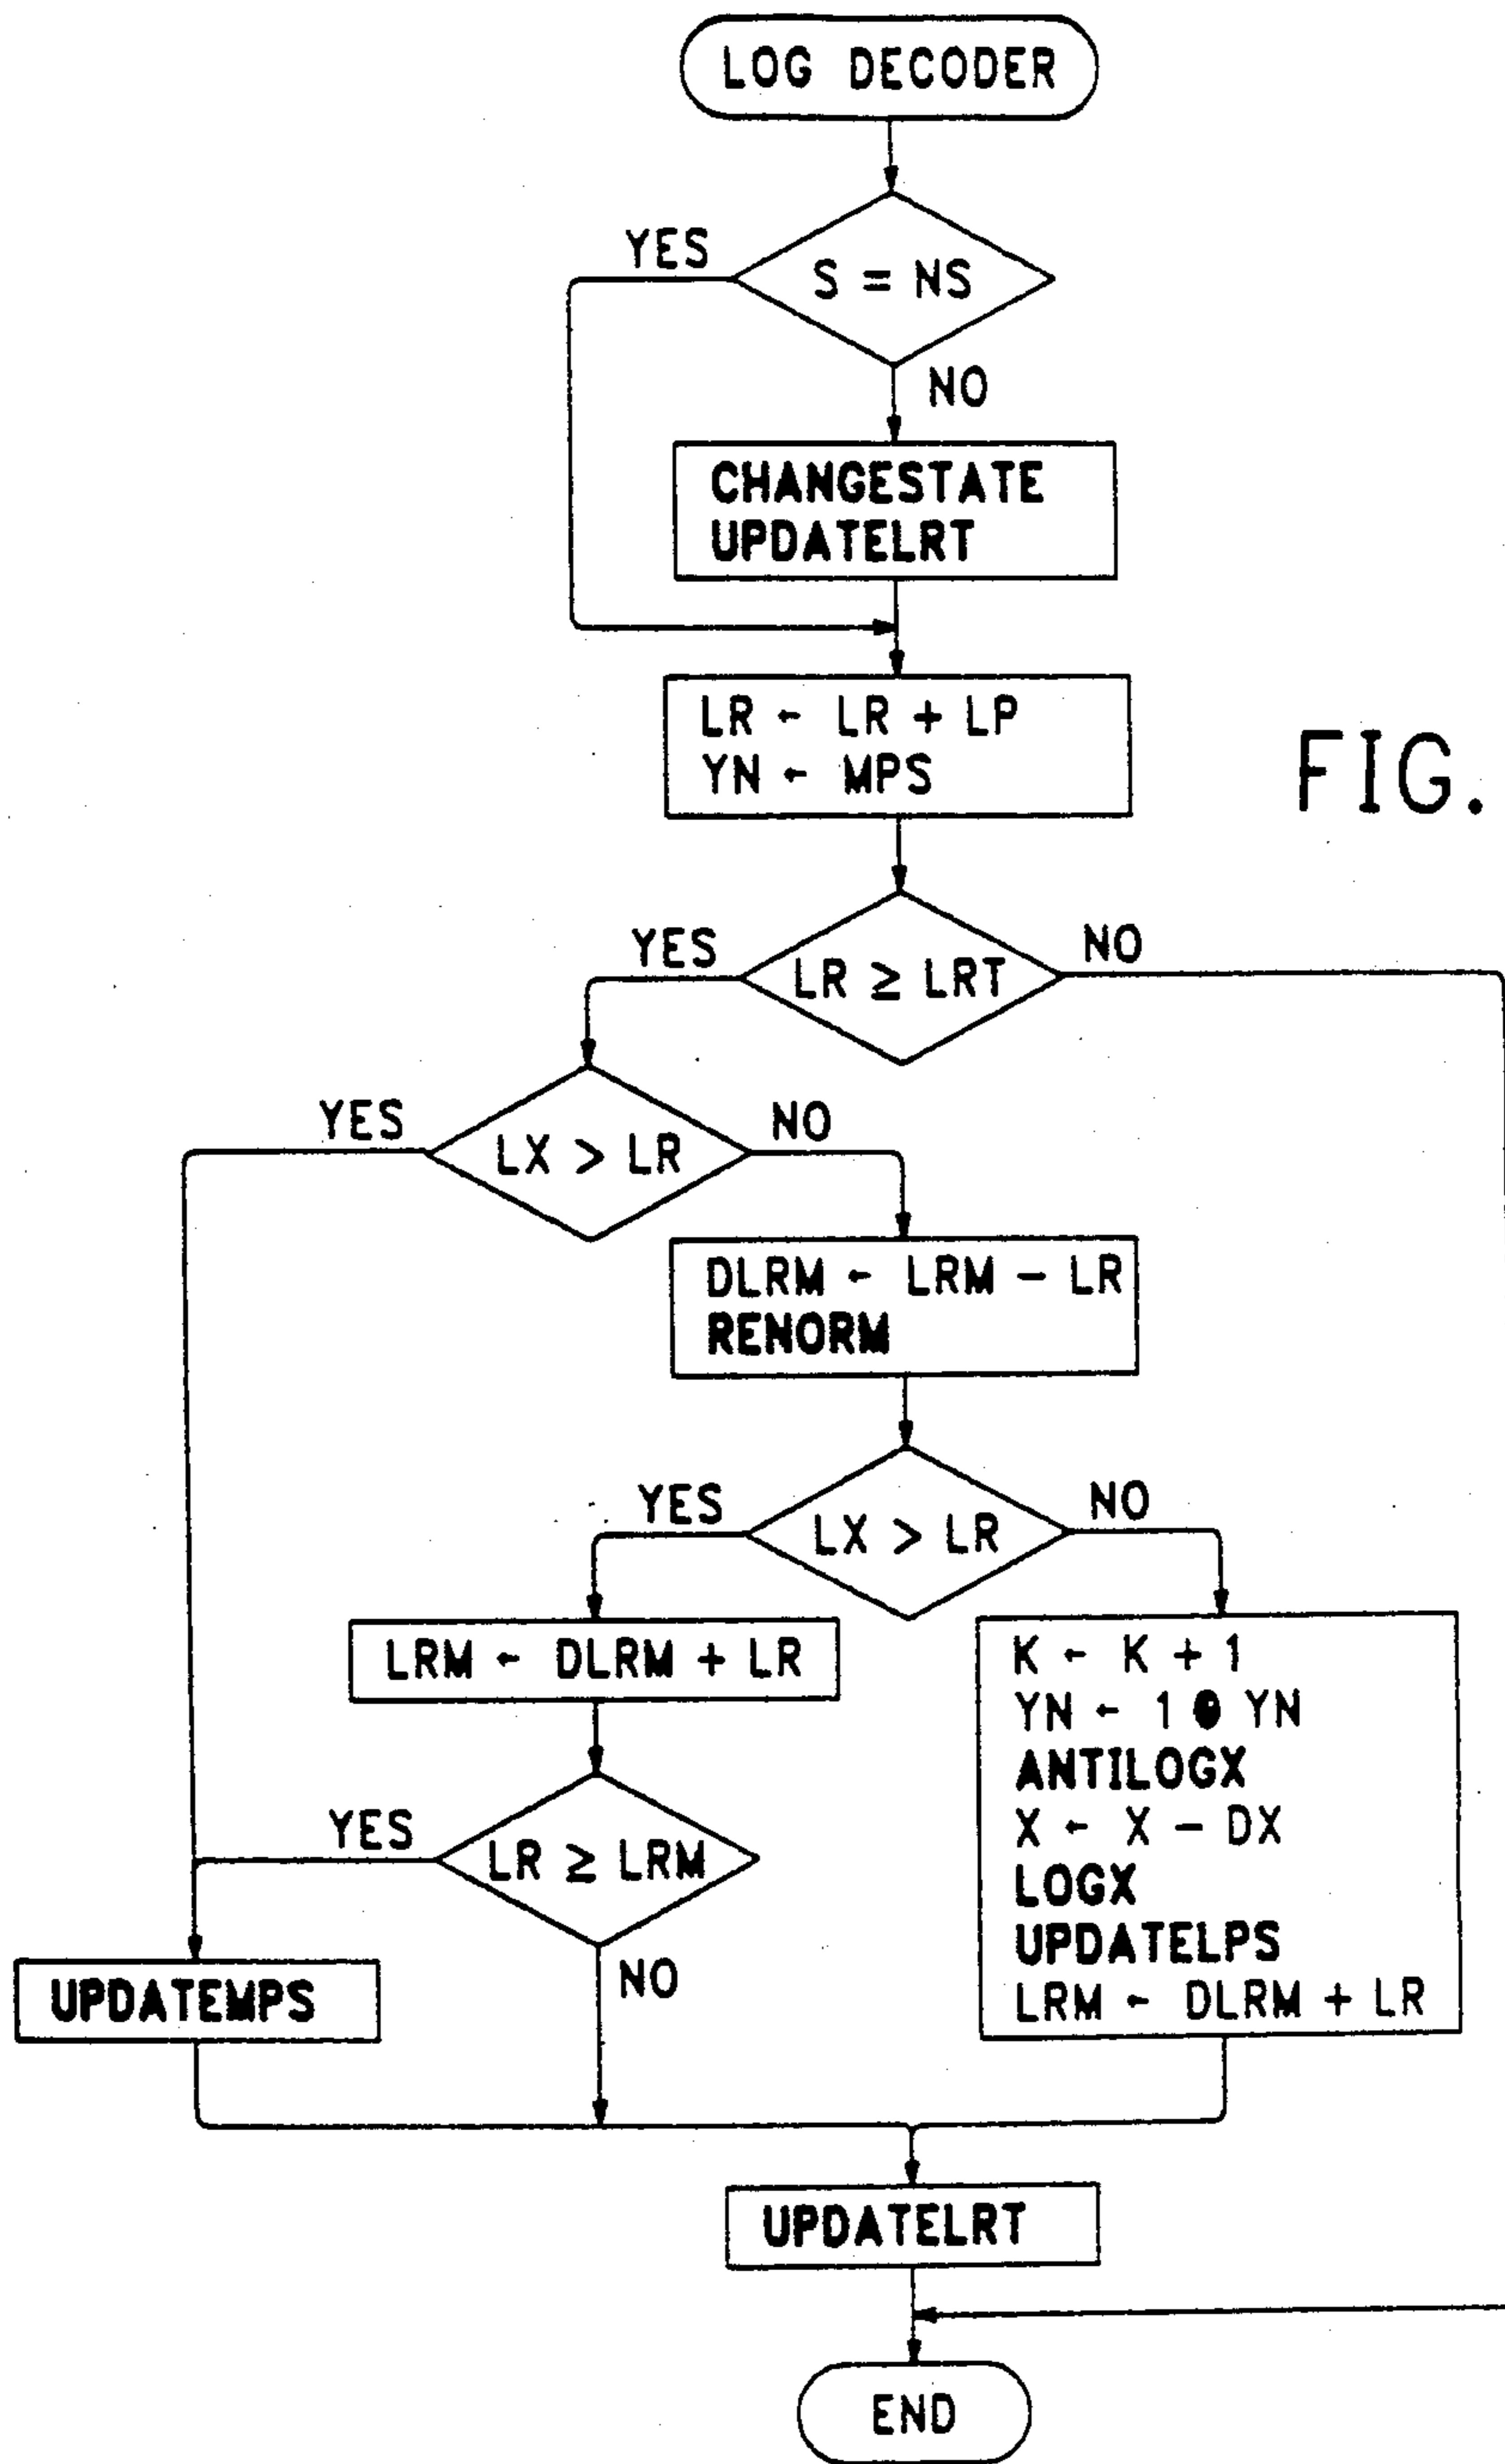 LOG DECODER
YES
S = NS
NO
CHANGESTATE
UPDATELRT
LR ← LR + LP
YN ← MPS
FIG.
YES
LR ≥ LRT
NO
YES
LX > LR
NO
DLRM ← LRM - LR
RENORM
YES
LX > LR
NO
LRM ← DLRM + LR
K ← K + 1
YN ← 1 ⊕ YN
ANTILOGX
X ← X - DX
LOGX
UPDATELPS
LRM ← DLRM + LR
YES
LR ≥ LRM
NO
UPDATEMPS
UPDATELRT
END